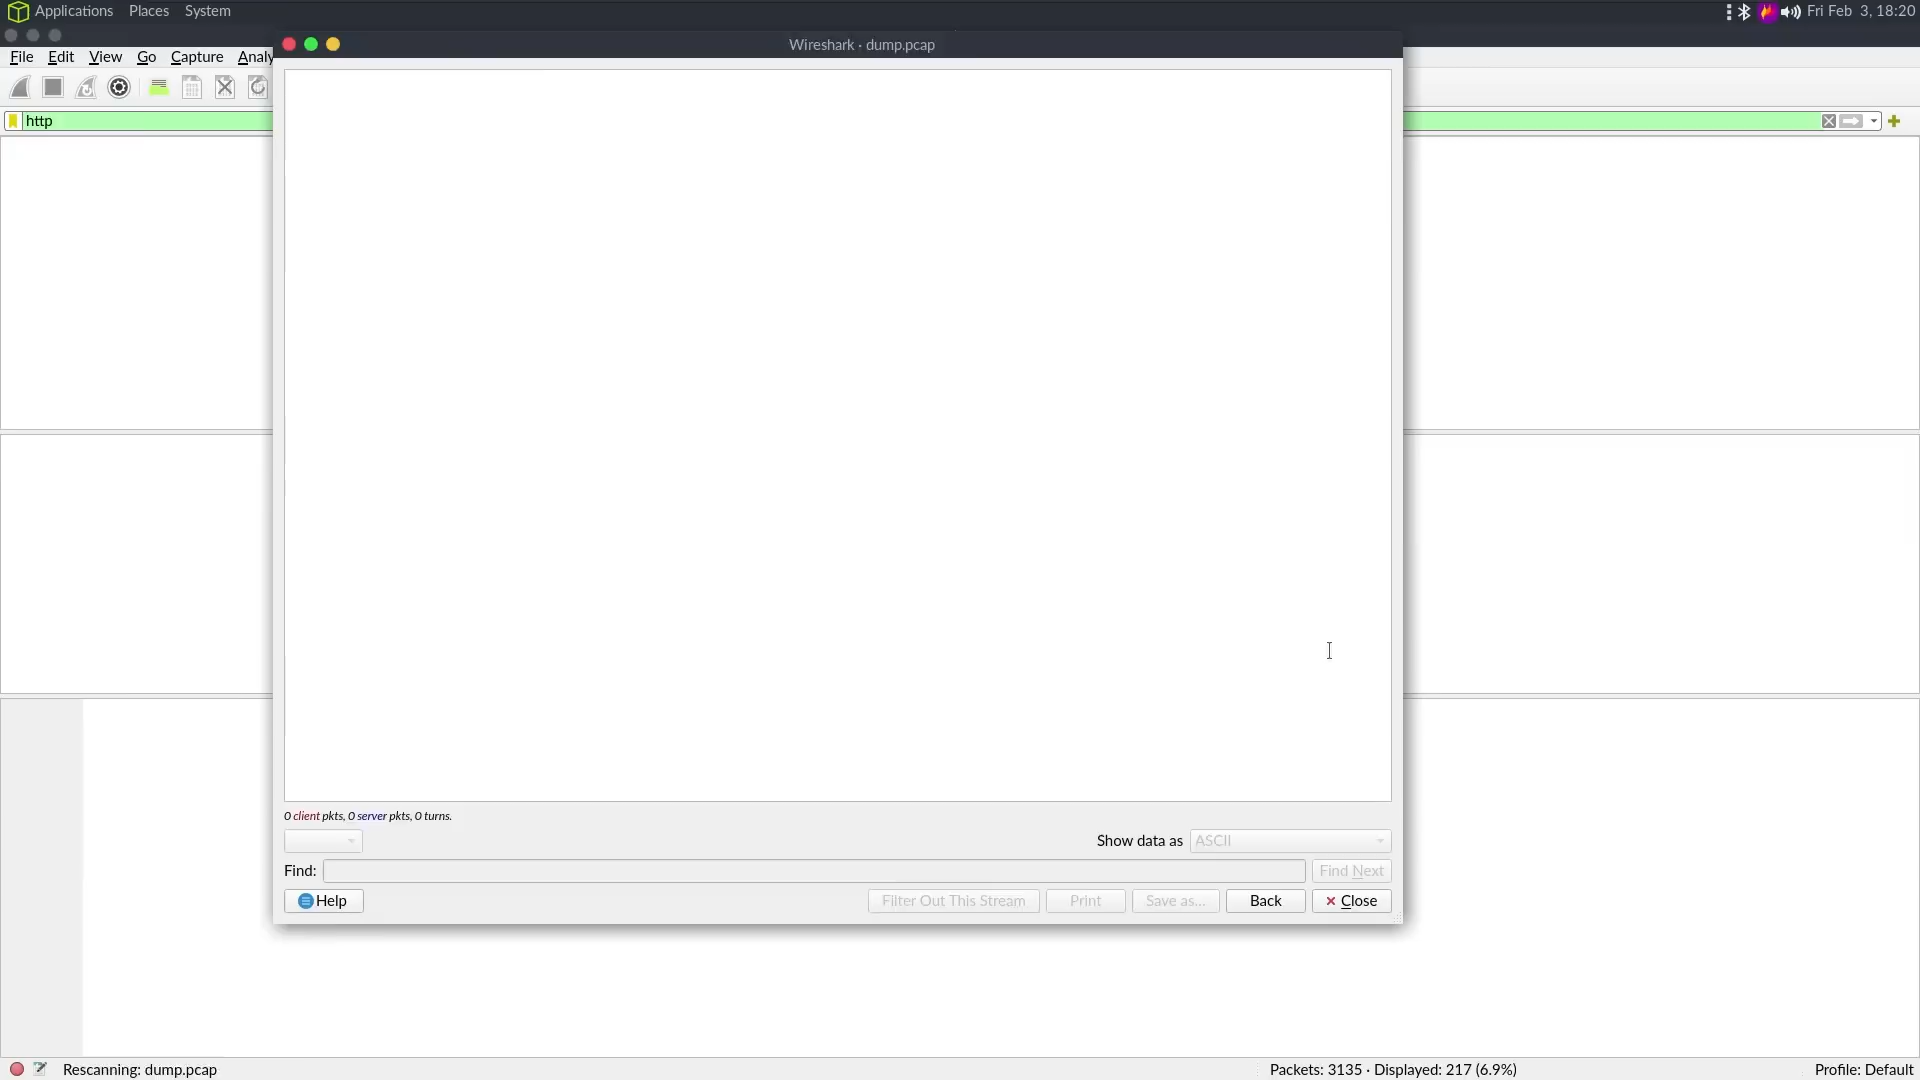 Applications Places System
Fri Feb 3, 18:20
Wireshark · dump.pcap
File Edit View Go Capture Analy
http
0 client pkts, 0 server pkts, 0 turns.
Show data as ASCII
Find: Find Next
Help Filter Out This Stream Print Save as... Back Close
Rescanning: dump.pcap Packets: 3135 · Displayed: 217 (6.9%) Profile: Default